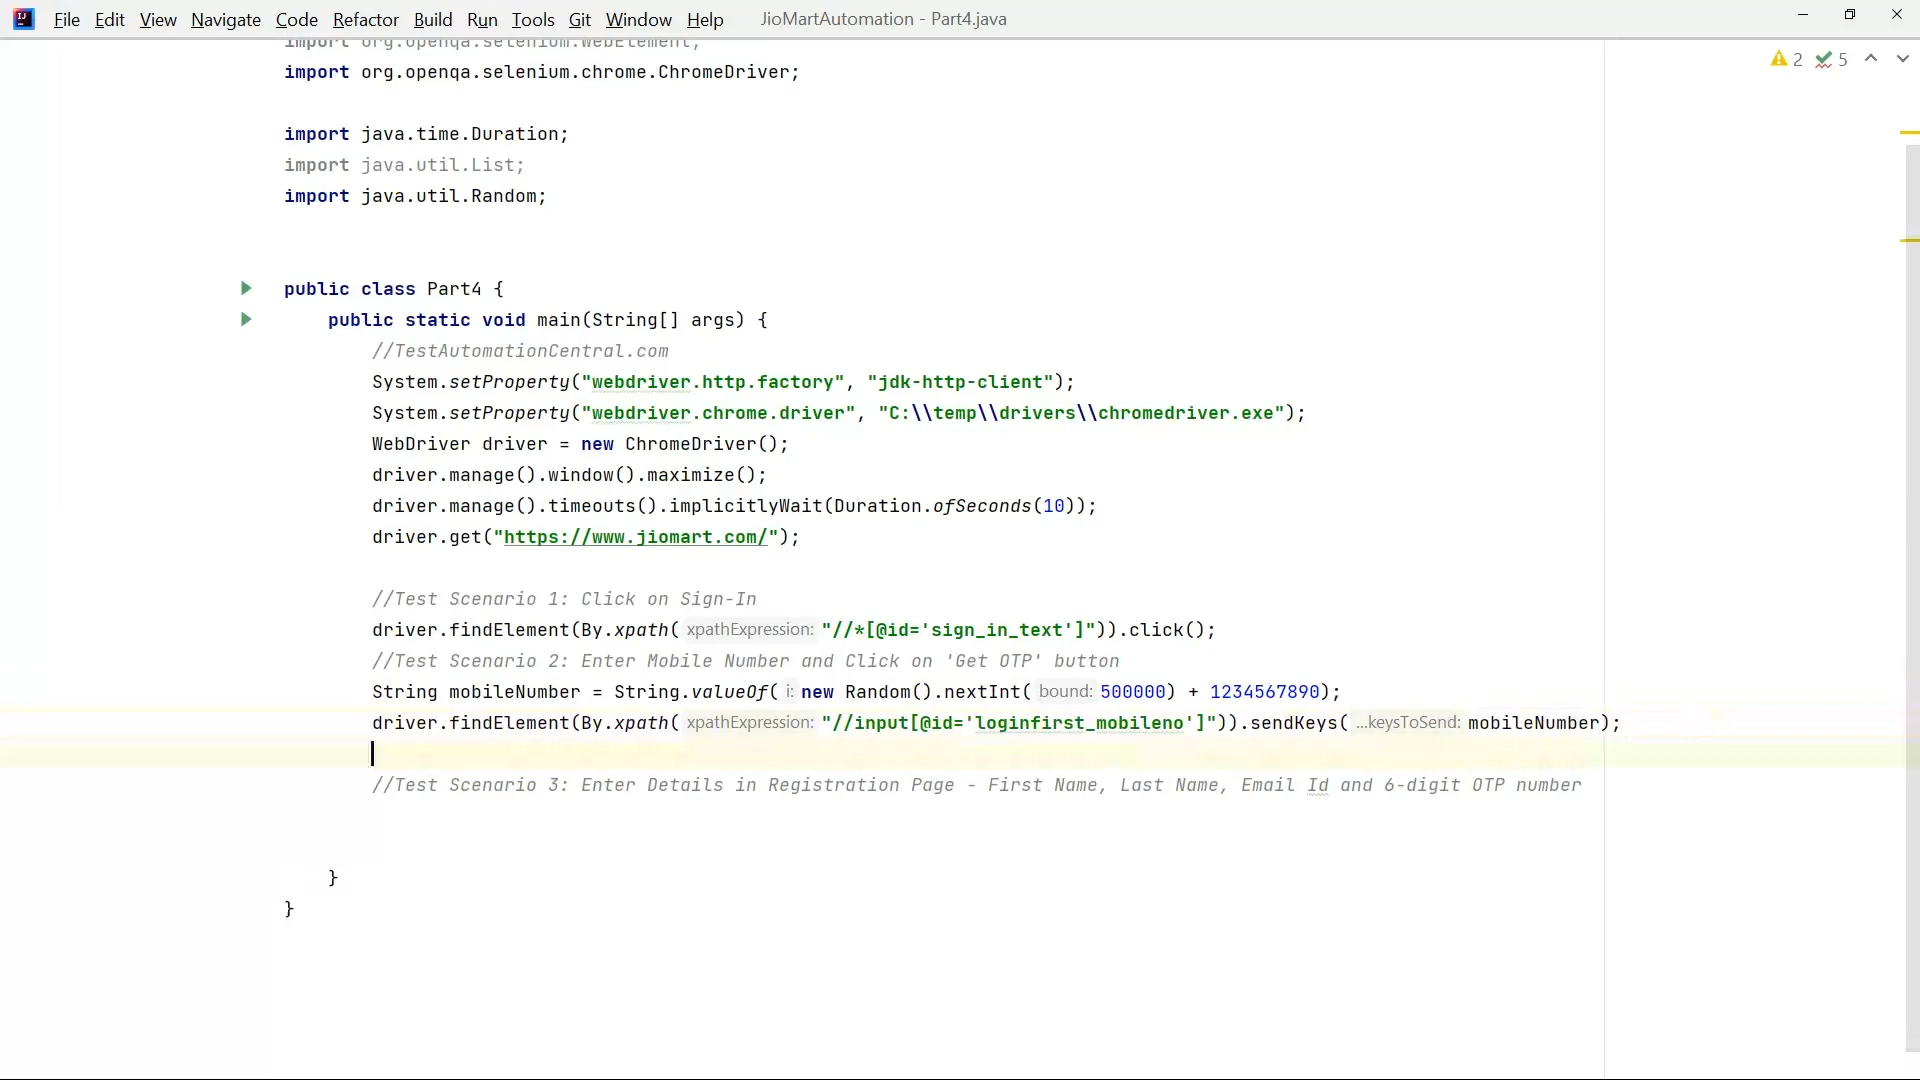 File Edit View Navigate Code Refactor Build Run Tools Git Window Help JioMartAutomation - Part4.java
import org.openqa.selenium.WebElement;
2 5
import org.openqa.selenium.chrome.ChromeDriver;
import java.time.Duration;
import java.util.List;
import java.util.Random;
public class Part4 {
public static void main(String[] args) {
//TestAutomationCentral.com
System.setProperty("webdriver.http.factory", "jdk-http-client");
System.setProperty("webdriver.chrome.driver", "C:\\temp\\drivers\\chromedriver.exe");
WebDriver driver = new ChromeDriver();
driver.manage().window().maximize();
driver.manage().timeouts().implicitlyWait(Duration.ofSeconds(10));
driver.get("https://www.jiomart.com/");
//Test Scenario 1: Click on Sign-In
driver.findElement(By.xpath( xpathExpression: "//*[@id='sign_in_text']")).click();
//Test Scenario 2: Enter Mobile Number and Click on 'Get OTP' button
String mobileNumber = String.valueOf( i: new Random().nextInt( bound: 500000) + 1234567890);
driver.findElement(By.xpath( xpathExpression: "//input[@id='loginfirst_mobileno']")).sendKeys( ...keysToSend: mobileNumber);
//Test Scenario 3: Enter Details in Registration Page - First Name, Last Name, Email Id and 6-digit OTP number
}
}